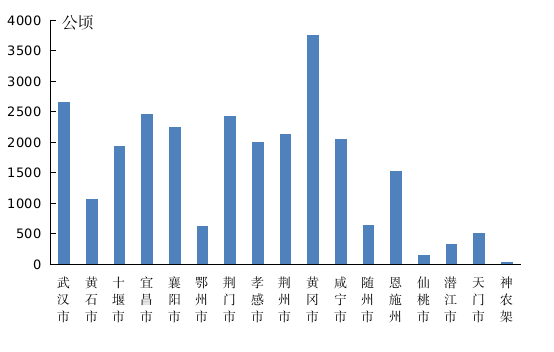 公顷
4000
3500
3000
2500
2000
1500
1000
500
0
武汉市
黄石市
十堰市
宜昌市
襄阳市
鄂州市
荆门市
孝感市
荆州市
黄冈市
咸宁市
随州市
恩施州
仙桃市
潜江市
天门市
神农架